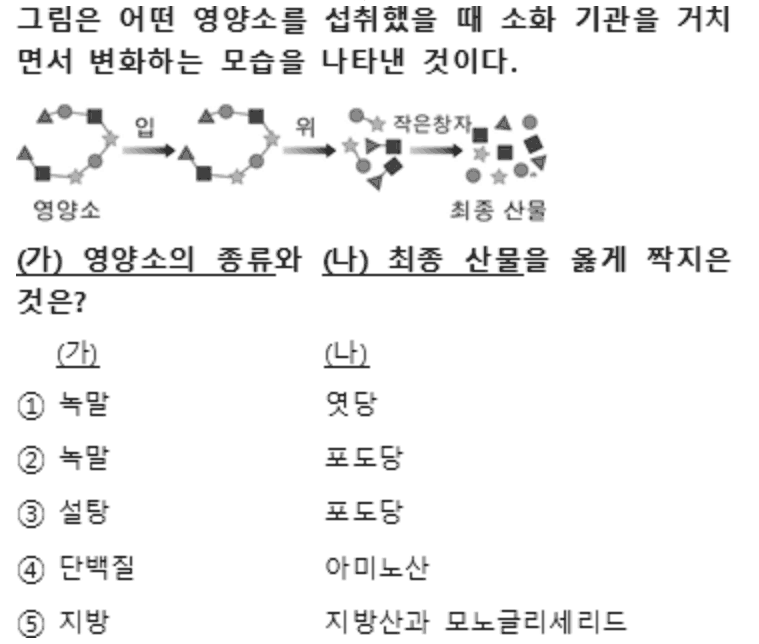 그림은 어떤 영양소를 섭취했을 때 소화 기관을 거치
면서 변화하는 모습을 나타낸 것이다.
입 위 작은창자
영양소 최종 산물
(가) 영양소의 종류와 (나) 최종 산물을 옳게 짝지은
것은?
(가) (나)
① 녹말 엿당
② 녹말 포도당
③ 설탕 포도당
④ 단백질 아미노산
⑤ 지방 지방산과 모노글리세리드